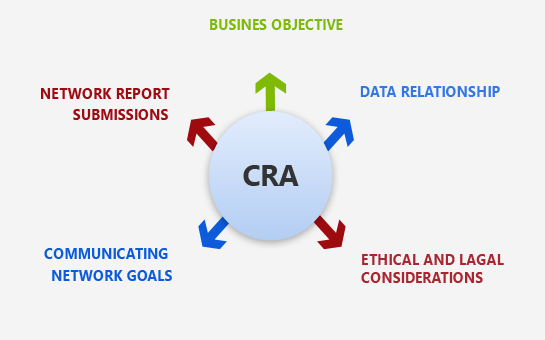 BUSINES OBJECTIVE
NETWORK REPORT
SUBMISSIONS
DATA RELATIONSHIP
CRA
COMMUNICATING
NETWORK GOALS
ETHICAL AND LAGAL
CONSIDERATIONS